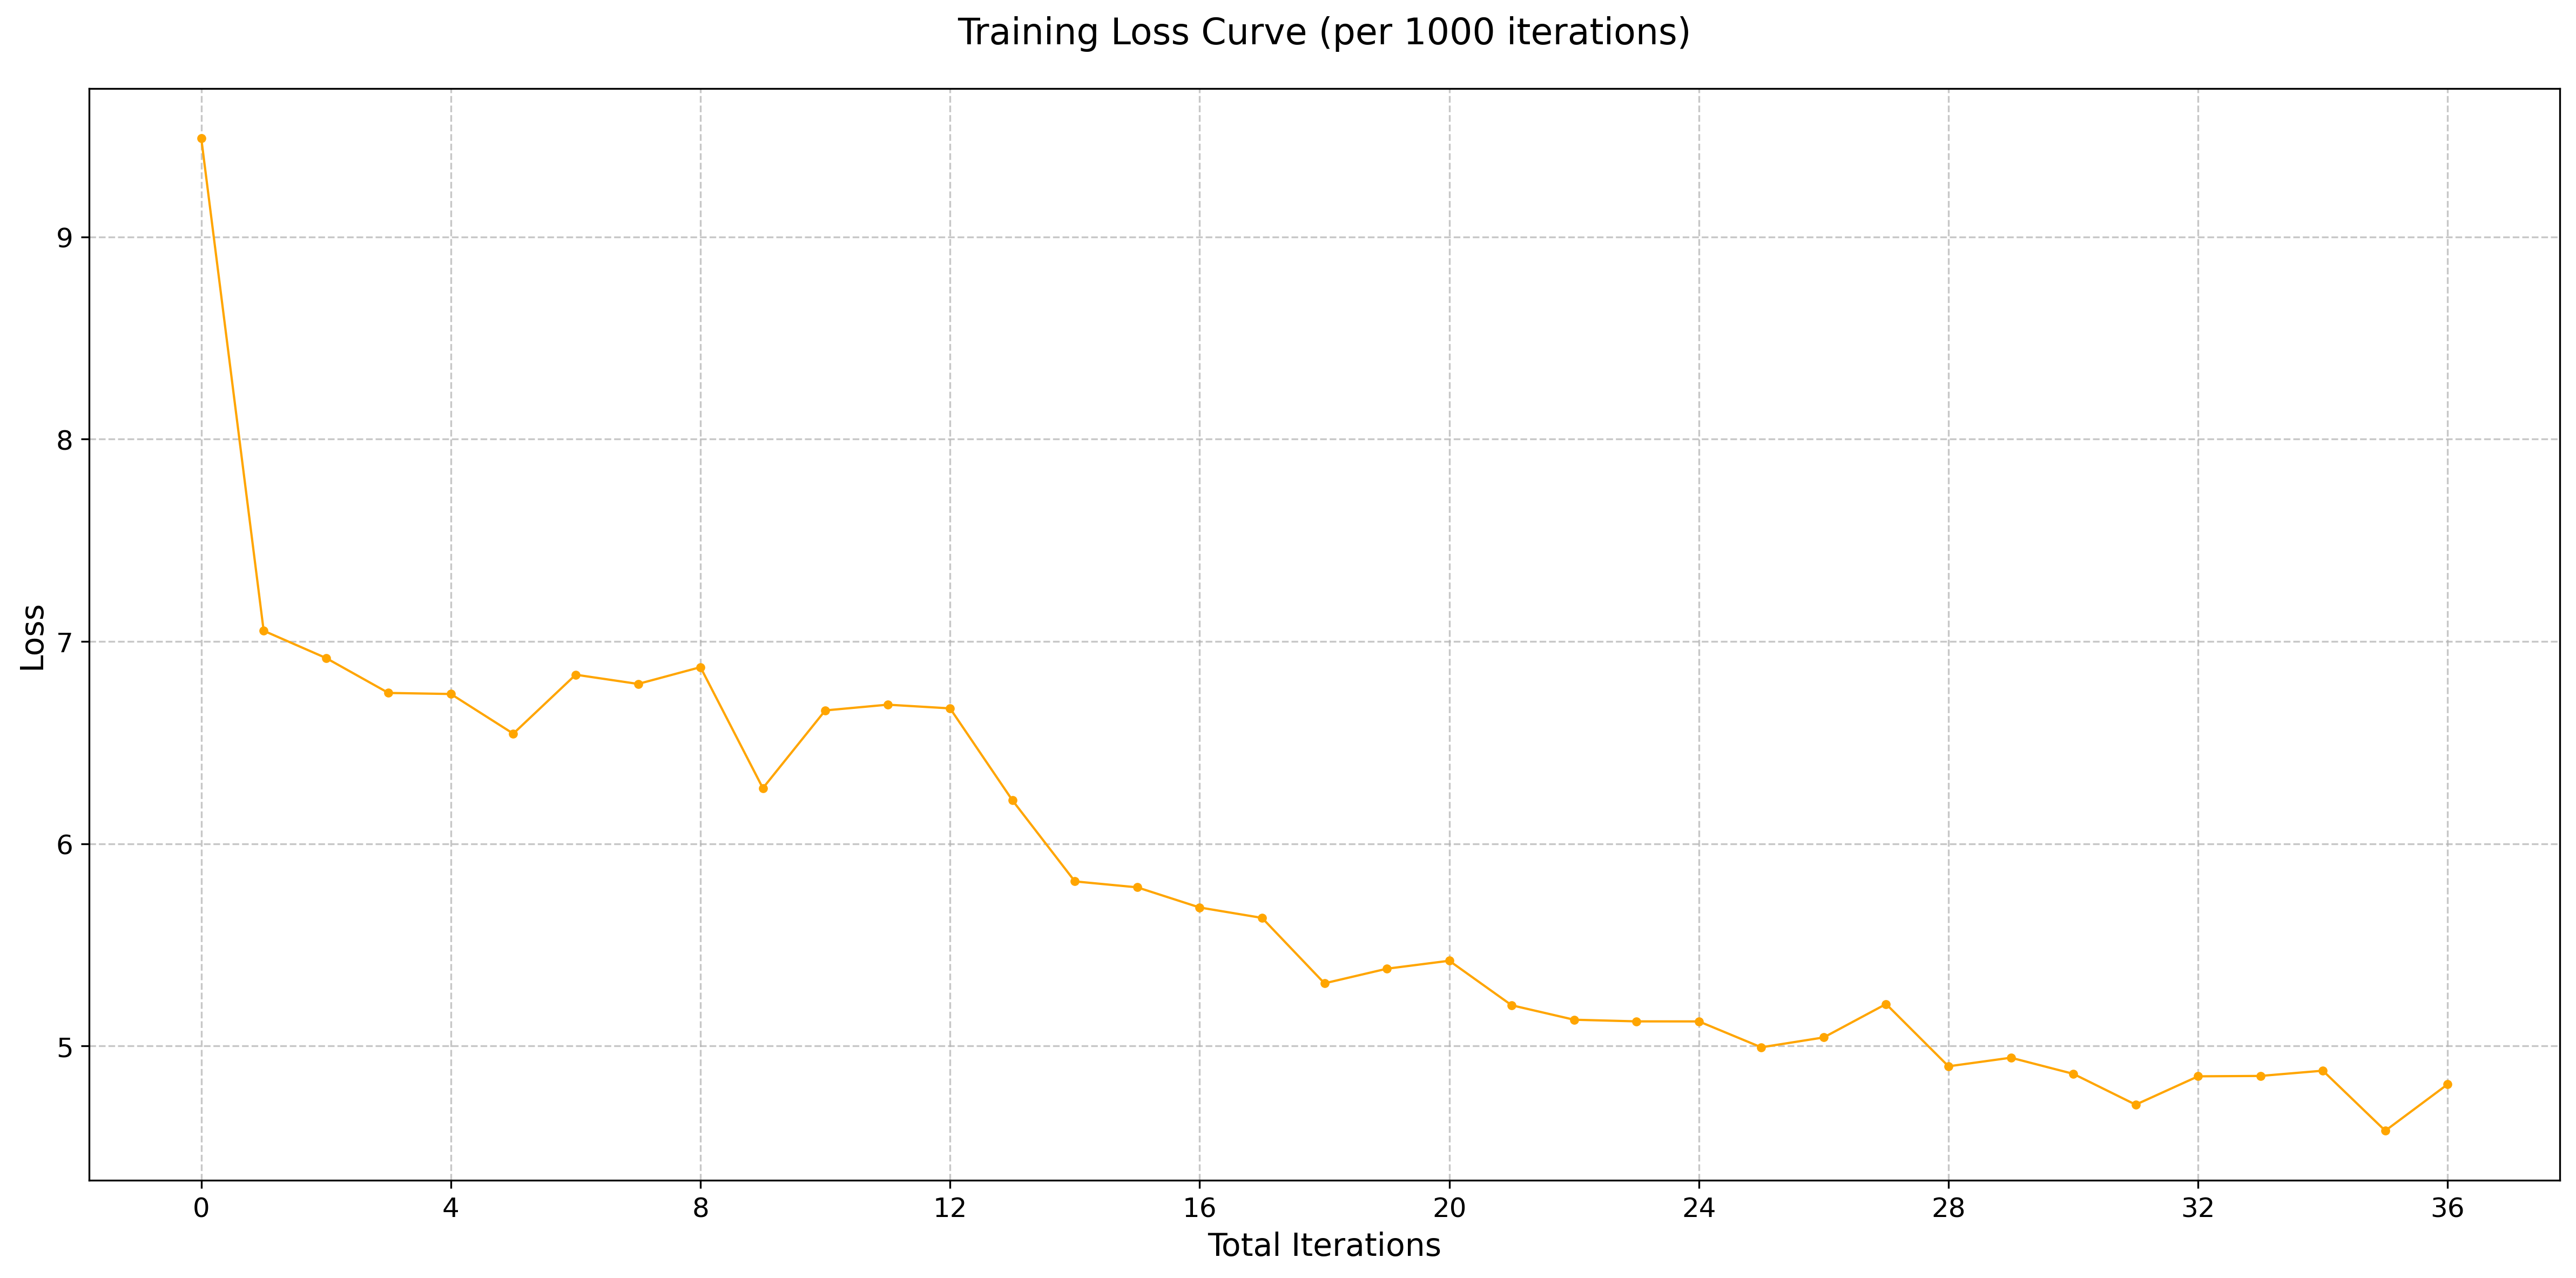 Training Loss Curve (per 1000 iterations)
9
8
7
6
5
Loss
0 4 8 12 16 20 24 28 32 36
Total Iterations